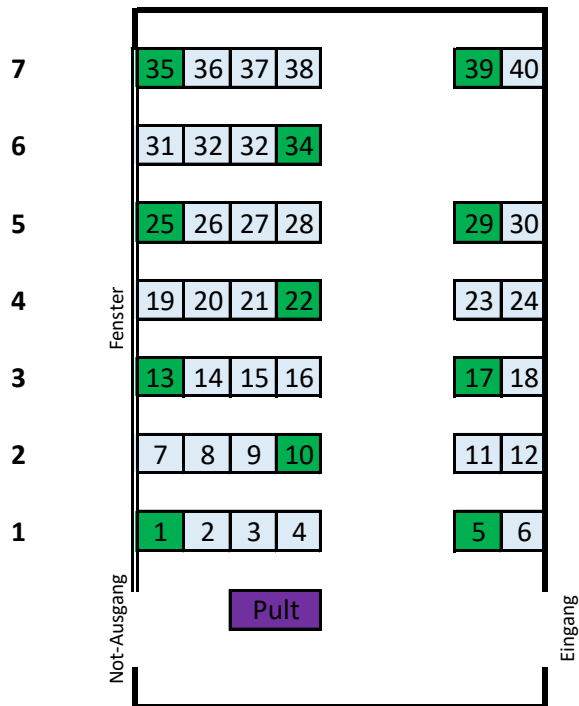 7 35 36 37 38 39 40
6 31 32 32 34
5 25 26 27 28 29 30
4 19 20 21 22 23 24
Fenster
3 13 14 15 16 17 18
2 7 8 9 10 11 12
1 1 2 3 4 5 6
Not-Ausgang
Pult
Eingang